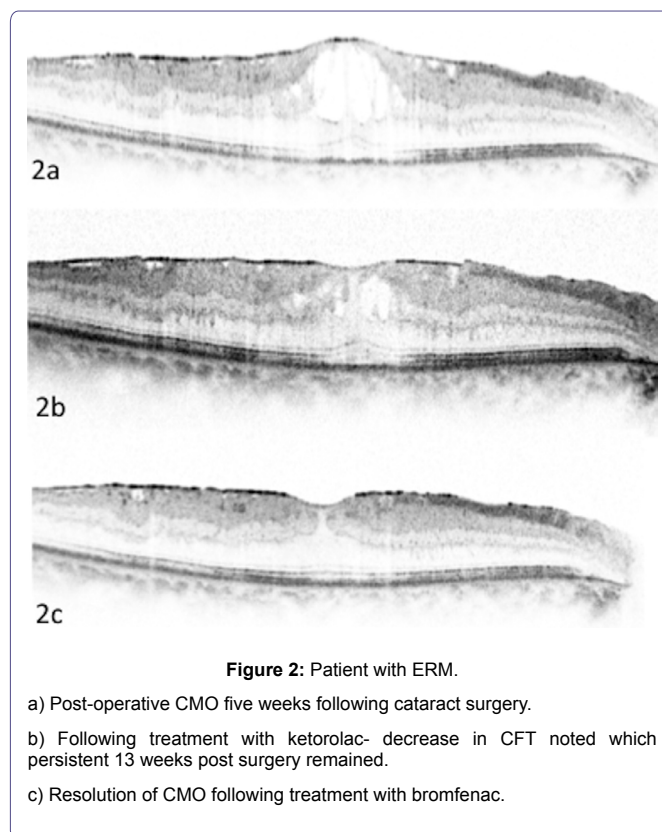 2a
2b
2c
Figure 2: Patient with ERM.
a) Post-operative CMO five weeks following cataract surgery.
b) Following treatment with ketorolac- decrease in CFT noted which
persistent 13 weeks post surgery remained.
c) Resolution of CMO following treatment with bromfenac.